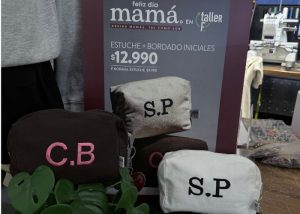 feliz día
mamá. EN taller
ESTUCHE + BORDADO INICIALES
$12.990
S.P
C.B
S.P